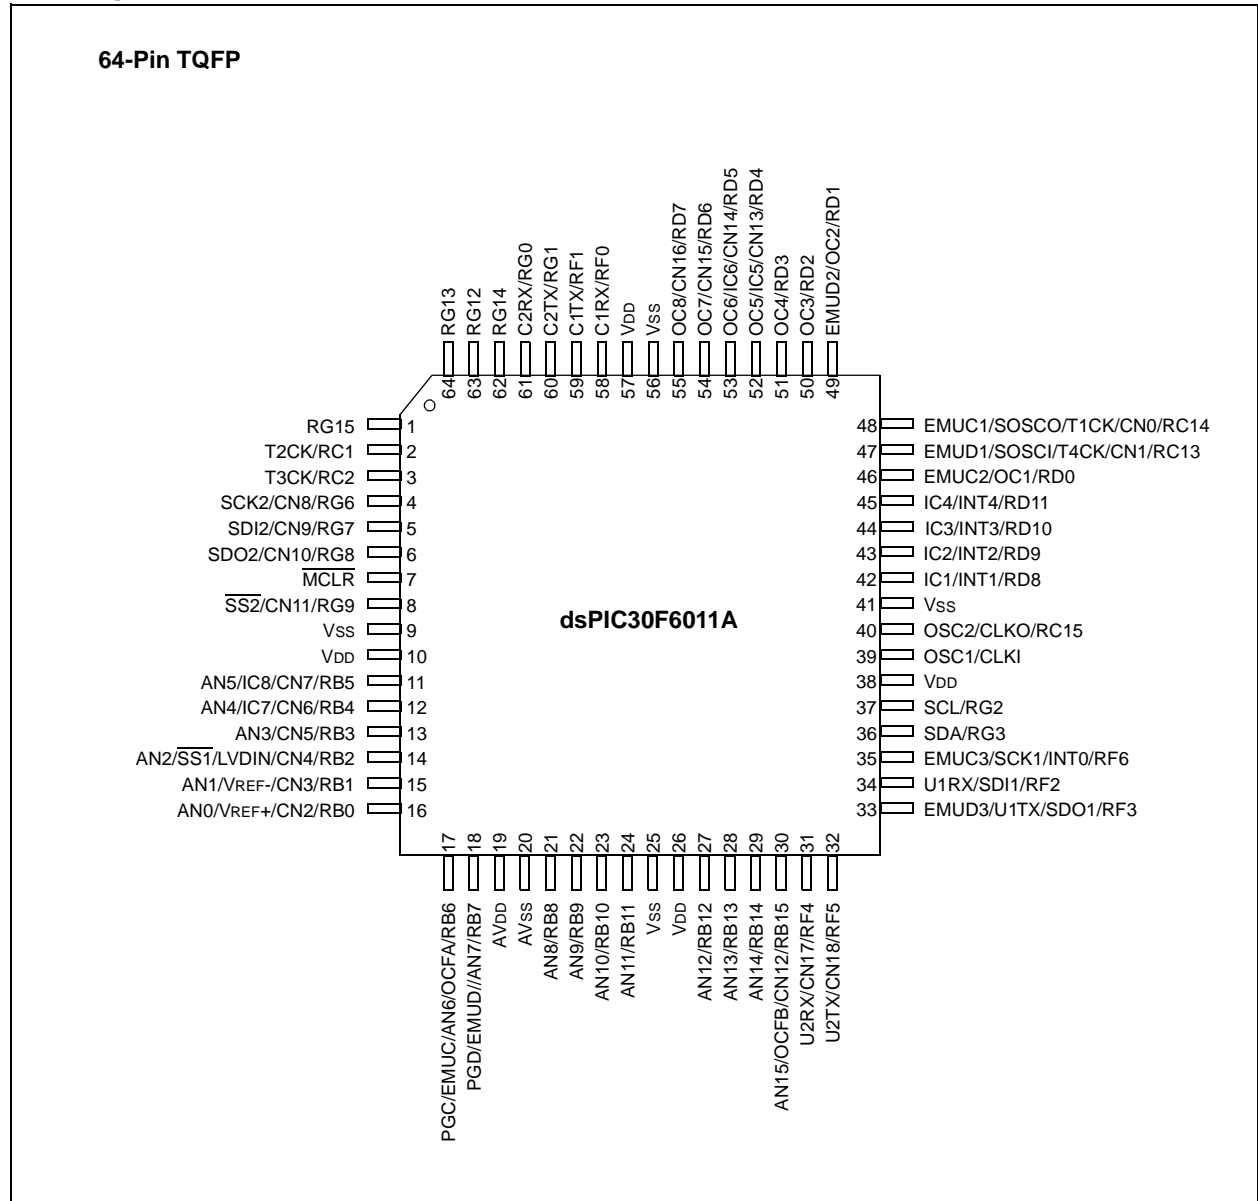 64-Pin TQFP
RG13
RG12
RG14
C2RX/RG0
C2TX/RG1
C1TX/RF1
C1RX/RF0
VDD
VSS
OC8/CN16/RD7
OC7/CN15/RD6
OC6/IC6/CN14/RD5
OC5/IC5/CN13/RD4
OC4/RD3
OC3/RD2
EMUD2/OC2/RD1
64
63
62
61
60
59
58
57
56
55
54
53
52
51
50
49
RG15 1
T2CK/RC1 2
T3CK/RC2 3
SCK2/CN8/RG6 4
SDI2/CN9/RG7 5
SDO2/CN10/RG8 6
MCLR 7
SS2/CN11/RG9 8
VSS 9
VDD 10
AN5/IC8/CN7/RB5 11
AN4/IC7/CN6/RB4 12
AN3/CN5/RB3 13
AN2/SS1/LVDIN/CN4/RB2 14
AN1/VREF-/CN3/RB1 15
AN0/VREF+/CN2/RB0 16
dsPIC30F6011A
48 EMUC1/SOSCO/T1CK/CN0/RC14
47 EMUD1/SOSCI/T4CK/CN1/RC13
46 EMUC2/OC1/RD0
45 IC4/INT4/RD11
44 IC3/INT3/RD10
43 IC2/INT2/RD9
42 IC1/INT1/RD8
41 VSS
40 OSC2/CLKO/RC15
39 OSC1/CLKI
38 VDD
37 SCL/RG2
36 SDA/RG3
35 EMUC3/SCK1/INT0/RF6
34 U1RX/SDI1/RF2
33 EMUD3/U1TX/SDO1/RF3
17
18
19
20
21
22
23
24
25
26
27
28
29
30
31
32
PGC/EMUC/AN6/OCFA/RB6
PGD/EMUD//AN7/RB7
AVDD
AVSS
AN8/RB8
AN9/RB9
AN10/RB10
AN11/RB11
VSS
VDD
AN12/RB12
AN13/RB13
AN14/RB14
AN15/OCFB/CN12/RB15
U2RX/CN17/RF4
U2TX/CN18/RF5